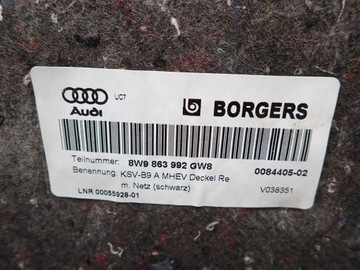 UC7
Audi
BORGERS
Teilnummer: 8W9 863 992 GW8 0084405-02
Benennung: KSV-B9 A MHEV Deckel Re
m. Netz (schwarz) V038351
LNR 00055928-01